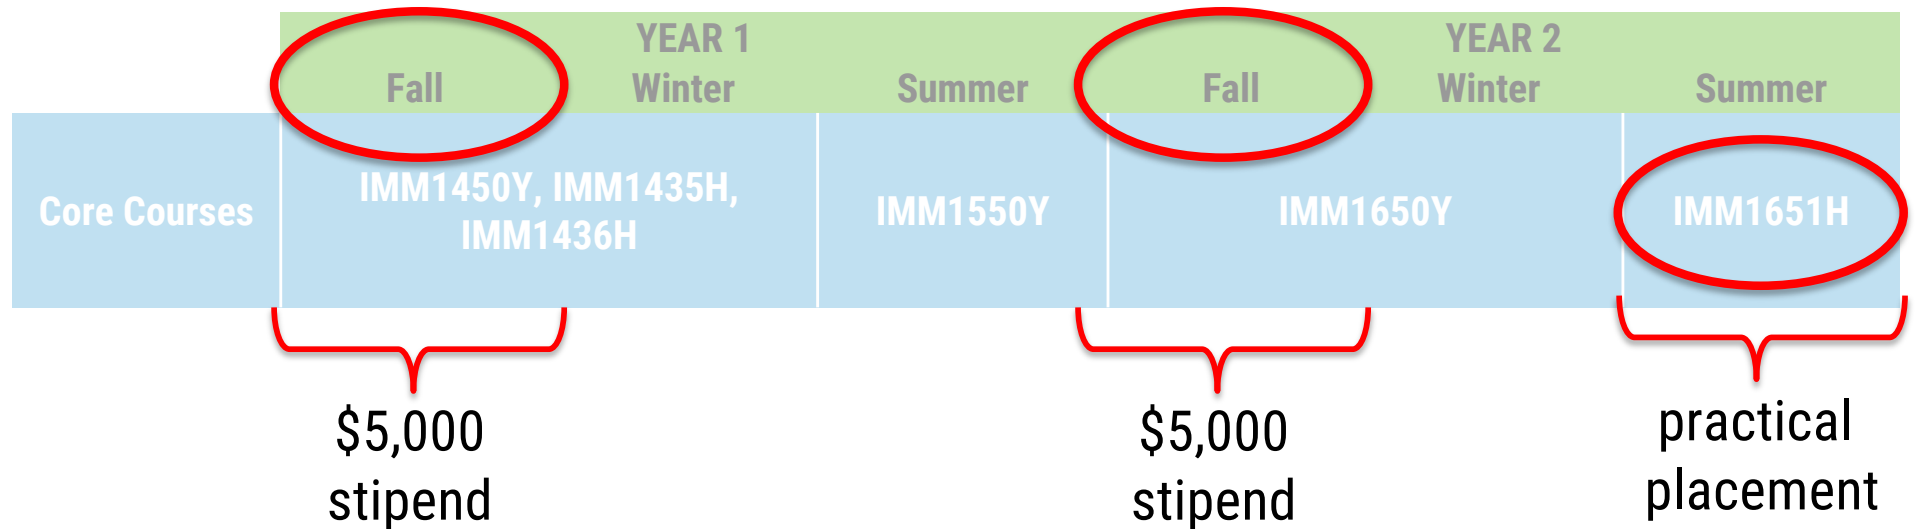 YEAR 1
YEAR 2
Fall
Winter
Summer
Fall
Winter
Summer
Core Courses
IMM1450Y, IMM1435H,
IMM1436H
IMM1550Y
IMM1650Y
IMM1651H
$5,000
stipend
$5,000
stipend
practical
placement